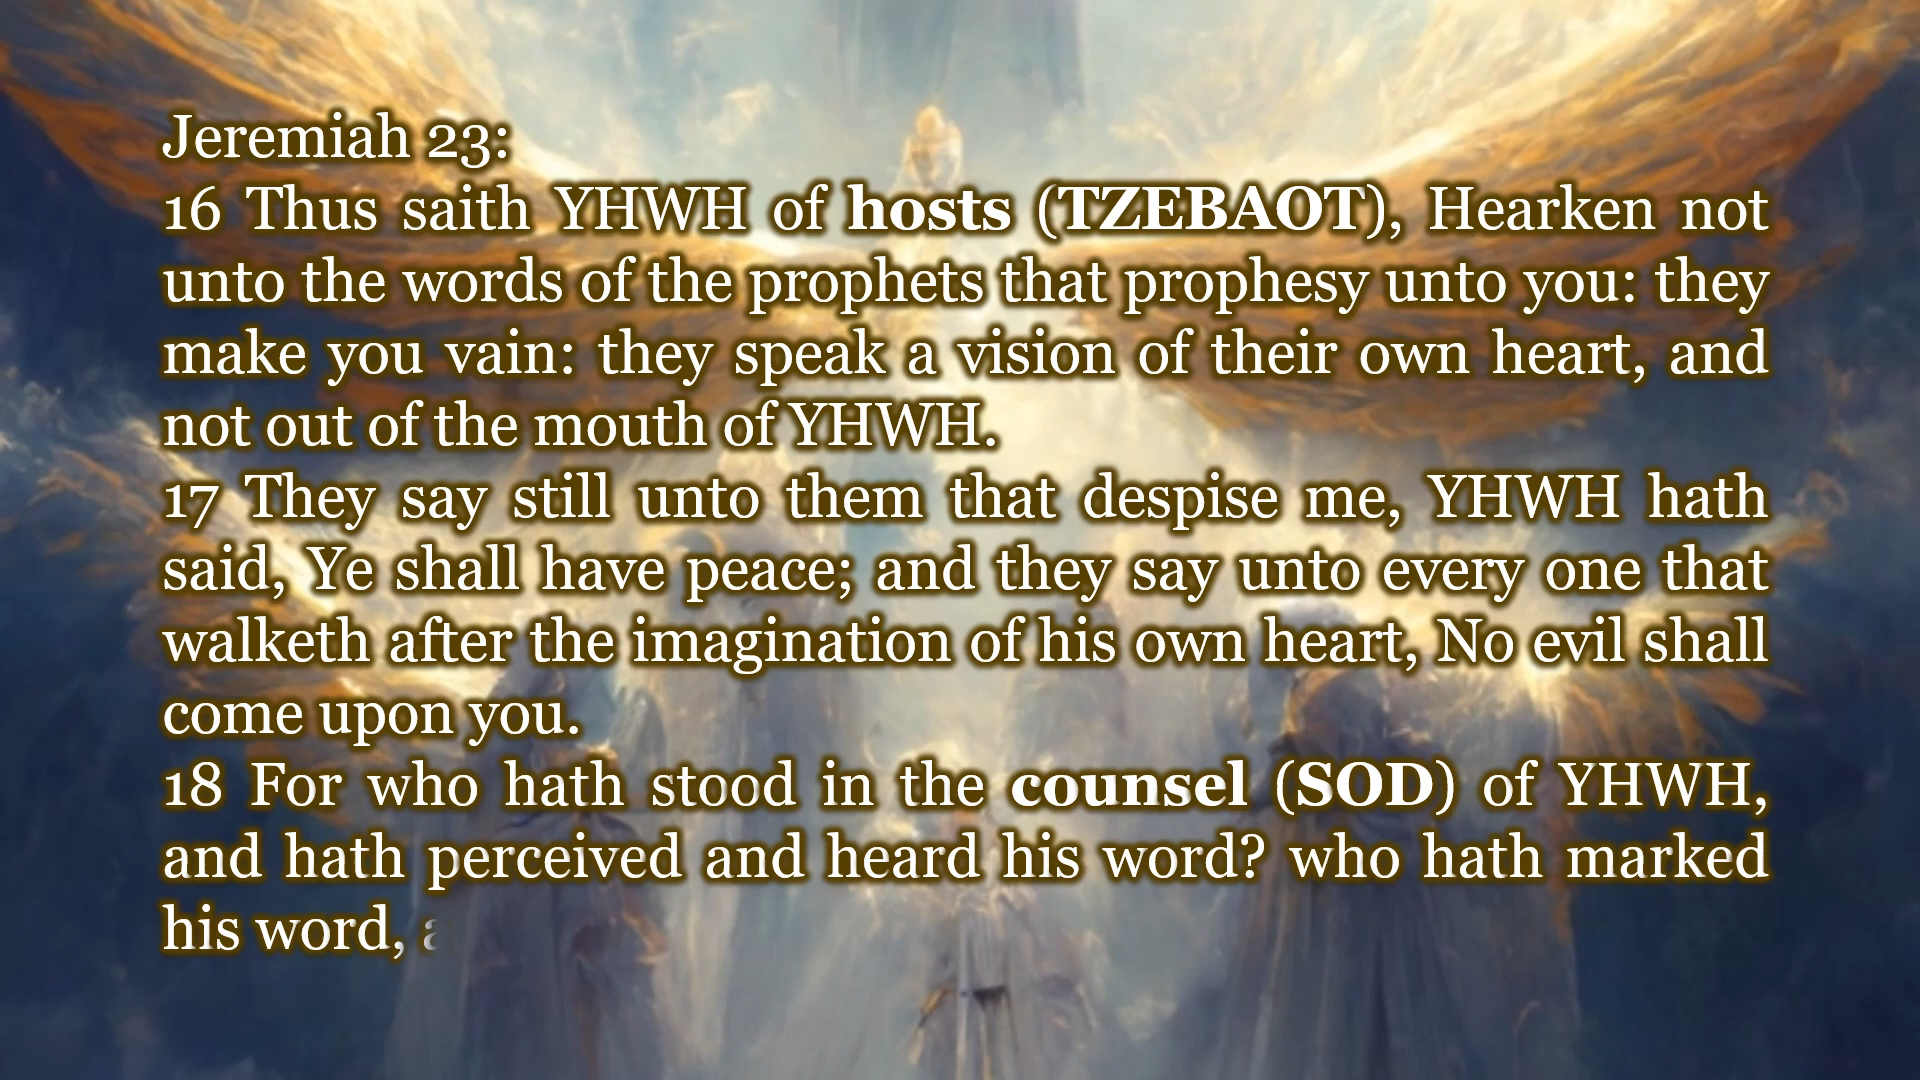 Jeremiah 23:
16 Thus saith YHWH of hosts (TZEBAOT), Hearken not
unto the words of the prophets that prophesy unto you: they
make you vain: they speak a vision of their own heart, and
not out of the mouth of YHWH.
17 They say still unto them that despise me, YHWH hath
said, Ye shall have peace; and they say unto every one that
walketh after the imagination of his own heart, No evil shall
come upon you.
18 For who hath stood in the counsel (SOD) of YHWH,
and hath perceived and heard his word? who hath marked
his word,